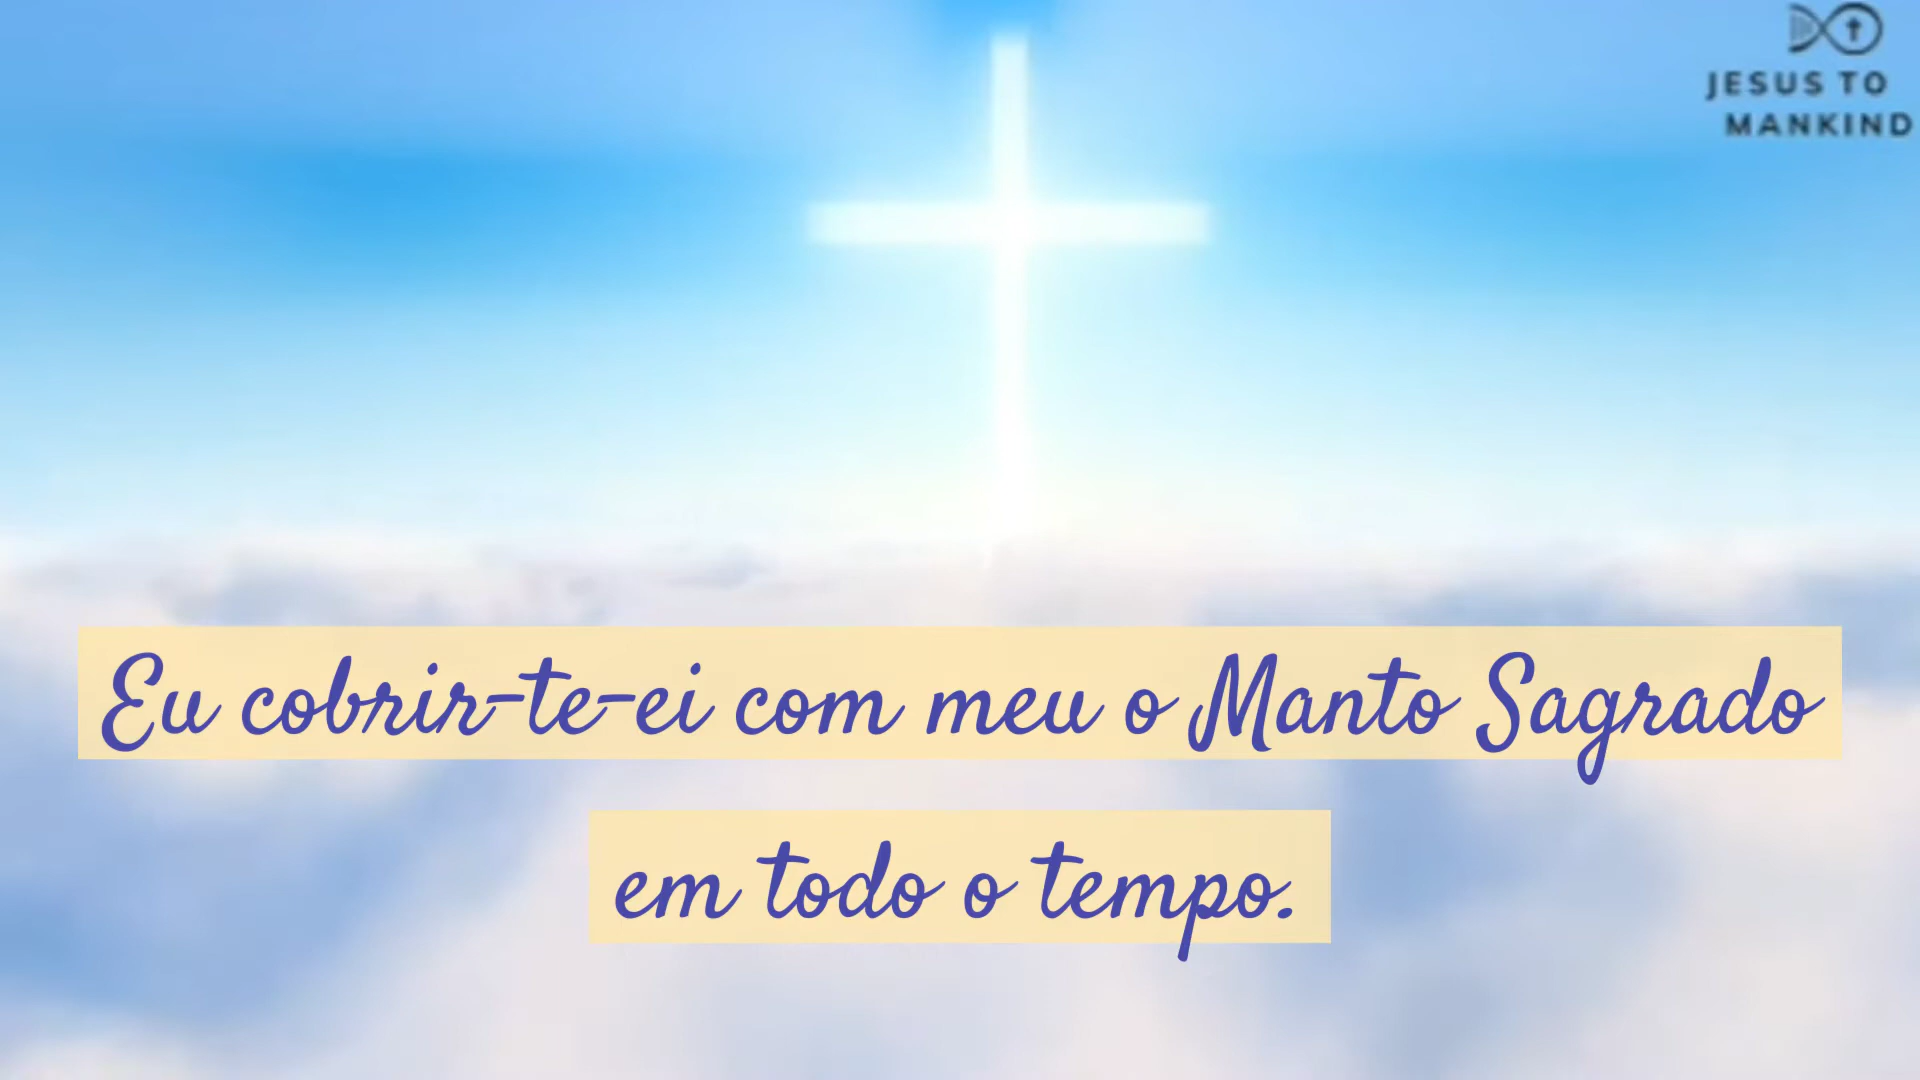 JESUS TO
MANKIND
Eu cobrir-te-ei com meu o Manto Sagrado
em todo o tempo.